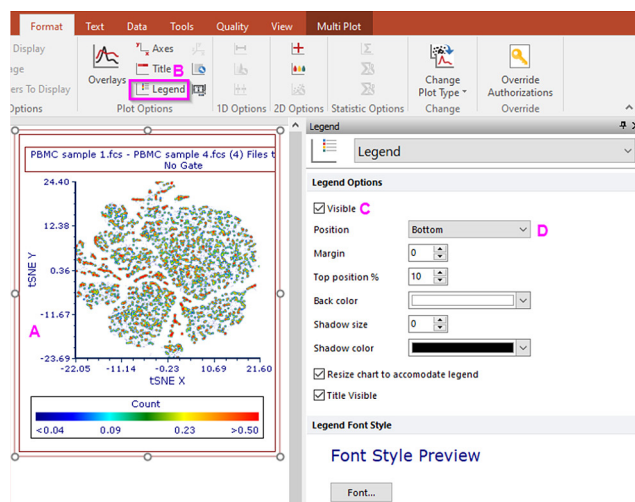 Format Text Data Tools Quality View Multi Plot
Display
Axes
Title B
Legend
Overlays
ers To Display
Change
Plot Type
Override
Authorizations
Options Plot Options 1D Options 2D Options Statistic Options Change Override
Legend
Legend
PBMC sample 1.fcs - PBMC sample 4.fcs (4) Files t
No Gate
24.40
12.38
0.36
-11.67
-23.69
tSNE Y
A
-22.05 -11.14 -0.23 10.69 21.60
tSNE X
Count
<0.04 0.09 0.23 >0.50
Legend Options
Visible C
Position Bottom D
Margin 0
Top position % 10
Back color
Shadow size 0
Shadow color
Resize chart to accomodate legend
Title Visible
Legend Font Style
Font Style Preview
Font...